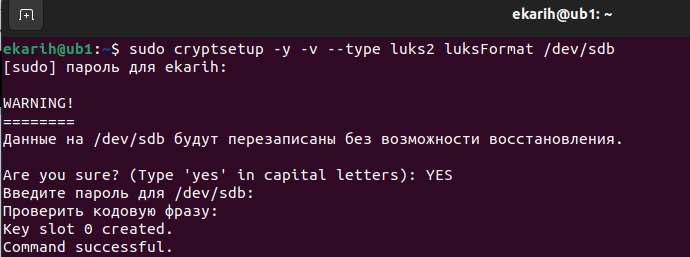 ekarih@ub1: ~
ekarih@ub1:~$ sudo cryptsetup -y -v --type luks2 luksFormat /dev/sdb
[sudo] пароль для ekarih:
WARNING!
========
Данные на /dev/sdb будут перезаписаны без возможности восстановления.
Are you sure? (Type 'yes' in capital letters): YES
Введите пароль для /dev/sdb:
Проверить кодовую фразу:
Key slot 0 created.
Command successful.